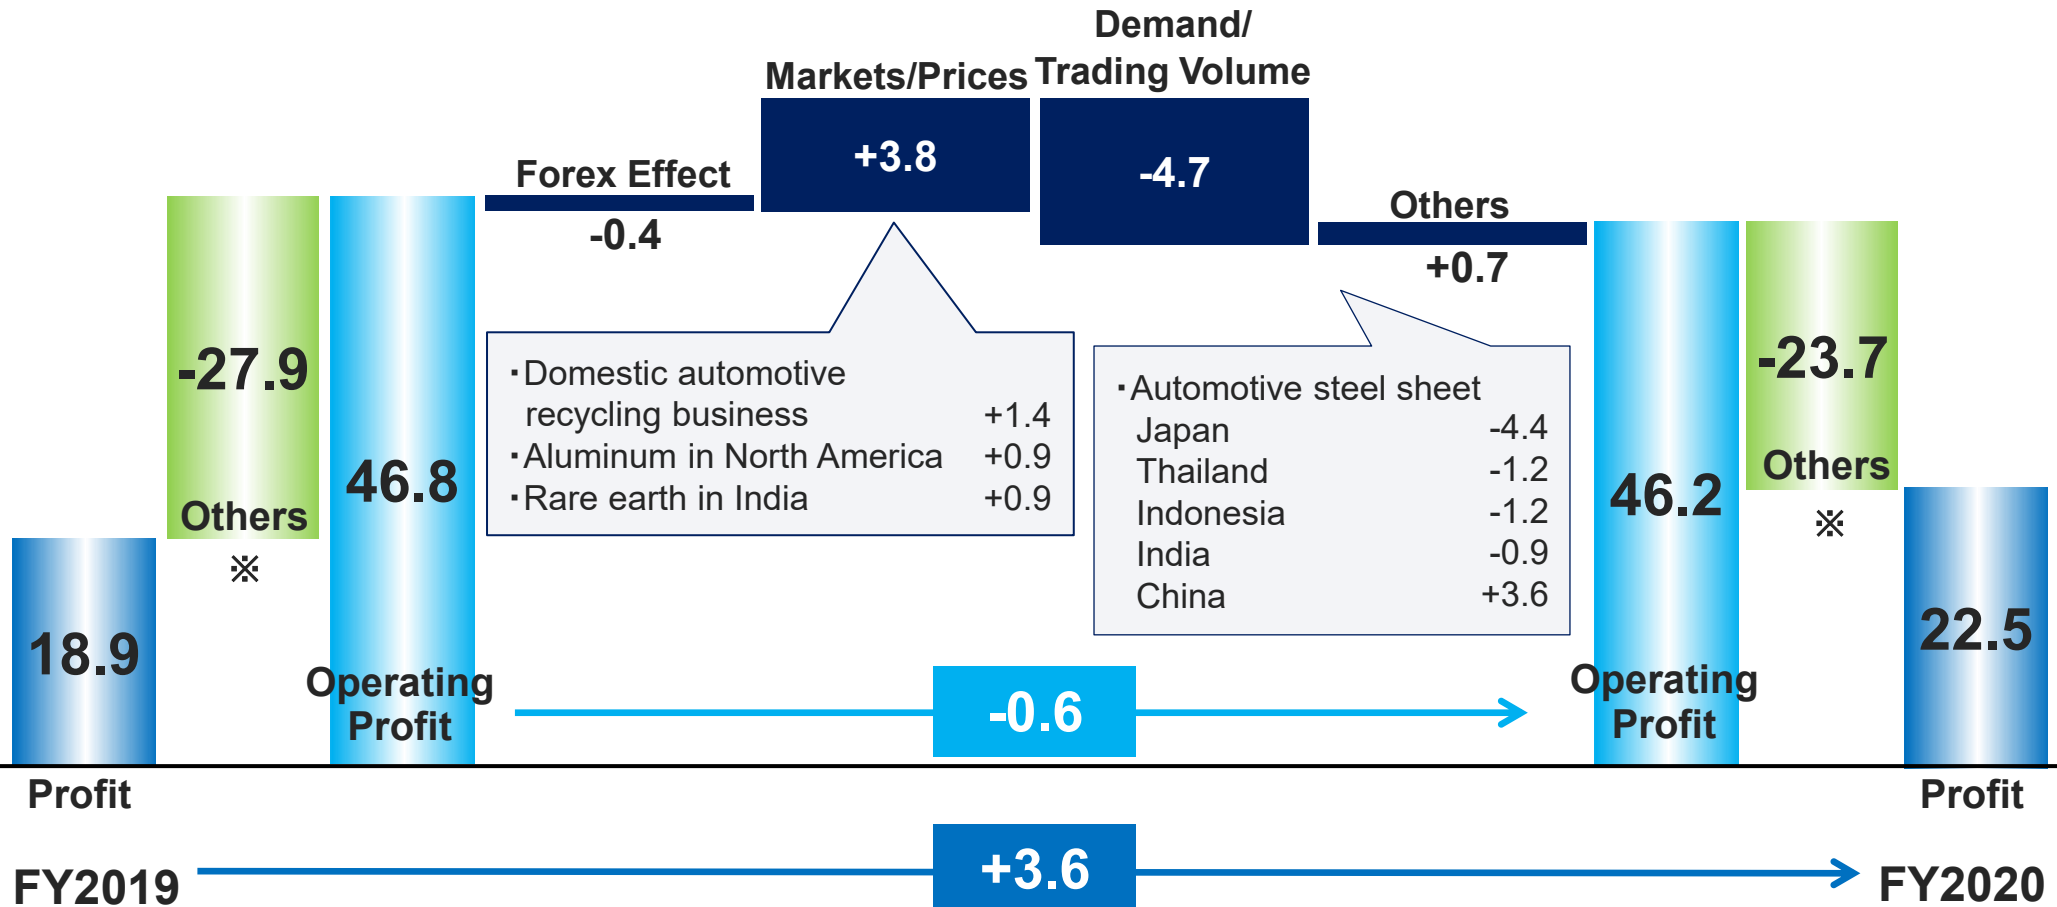 Demand/
Trading Volume
Markets/Prices
+3.8
-4.7
Forex Effect
-0.4
Others
+0.7
-27.9
Others
※
46.8
Operating
Profit
18.9
Profit
・Domestic automotive
recycling business +1.4
・Aluminum in North America +0.9
・Rare earth in India +0.9
・Automotive steel sheet
Japan -4.4
Thailand -1.2
Indonesia -1.2
India -0.9
China +3.6
46.2
Operating
Profit
-23.7
Others
※
22.5
Profit
-0.6
+3.6
FY2019
FY2020